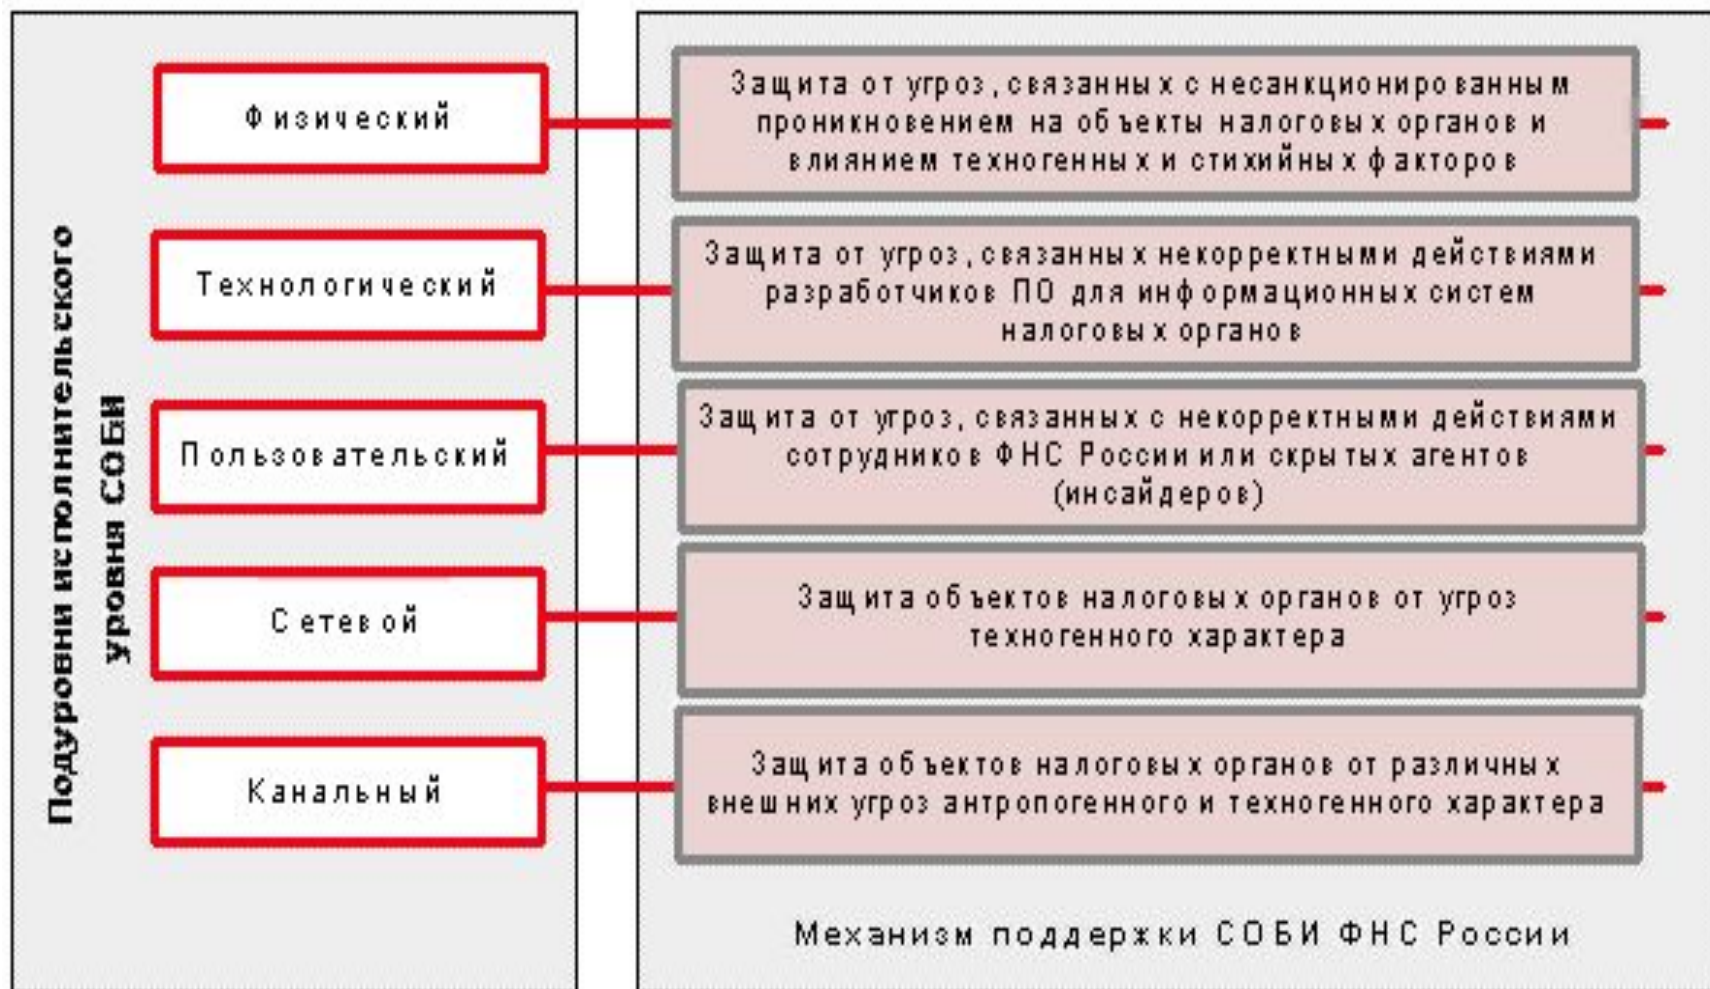 Подуровни исполнительского
уровня СОБИ
Физический
Защита от угроз, связанных с несанкционированным
проникновением на объекты налоговых органов и
влиянием техногенных и стихийных факторов
Технологический
Защита от угроз, связанных некорректными действиями
разработчиков ПО для информационных систем
налоговых органов
Пользовательский
Защита от угроз, связанных с некорректными действиями
сотрудников ФНС России или скрытых агентов
(инсайдеров)
Сетевой
Защита объектов налоговых органов от угроз
техногенного характера
Канальный
Защита объектов налоговых органов от различных
внешних угроз антропогенного и техногенного характера
Механизм поддержки СОБИ ФНС России